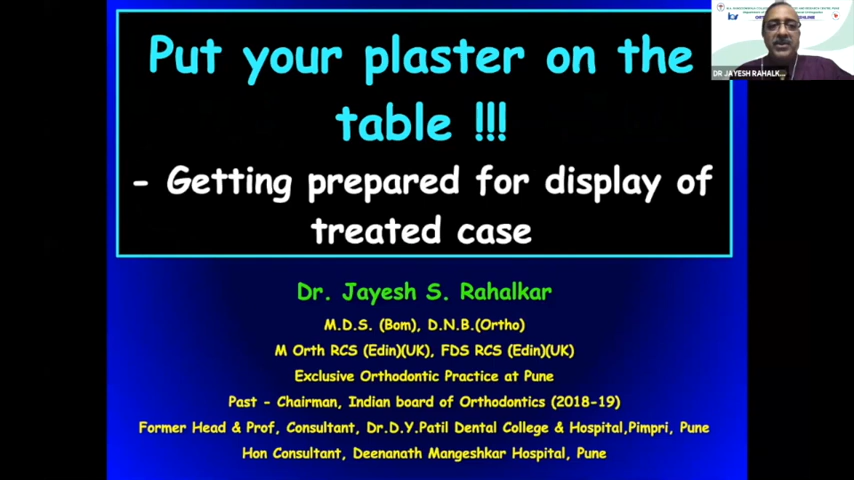 Put your plaster on the
table !!!
- Getting prepared for display of
treated case
Dr. Jayesh S. Rahalkar
M.D.S. (Bom), D.N.B.(Ortho)
M Orth RCS (Edin)(UK), FDS RCS (Edin)(UK)
Exclusive Orthodontic Practice at Pune
Past - Chairman, Indian board of Orthodontics (2018-19)
Former Head & Prof, Consultant, Dr.D.Y.Patil Dental College & Hospital,Pimpri, Pune
Hon Consultant, Deenanath Mangeshkar Hospital, Pune
DR JAYESH RAHALK...